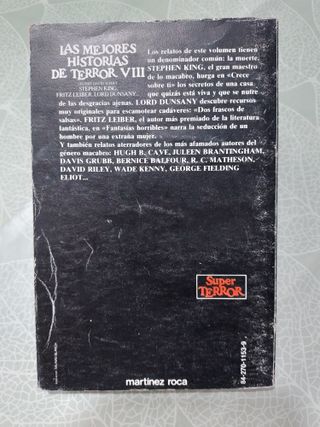 LAS MEJORES
HISTORIAS
DE TERROR VIII
STEPHEN KING,
FRITZ LEIBER, LORD DUNSANY...
Los relatos de este volumen tienen
un denominador común: la muerte.
STEPHEN KING, el gran maestro
de lo macabro, hurga en «Crece
sobre ti» los secretos de una casa,
que quizás está viva y que se nutre
de las desgracias ajenas. LORD DUNSANY descubre recursos
muy originales para escamotear cadáveres: «Dos frascos de
salsas». FRITZ LEIBER, el autor más premiado de la literatura
fantástica, en «Fantasías horribles» narra la seducción de un
hombre por una extraña mujer.
Y también relatos aterradores de los más afamados autores del
género macabro: HUGH B. CAVE, JULEEN BRANTINGHAM,
DAVIS GRUBB, BERNICE BALFOUR, R. C. MATHESON,
DAVID RILEY, WADE KENNY, GEORGE FIELDING
ELIOT...
Super
TERROR
martínez roca
84-270-1153-9